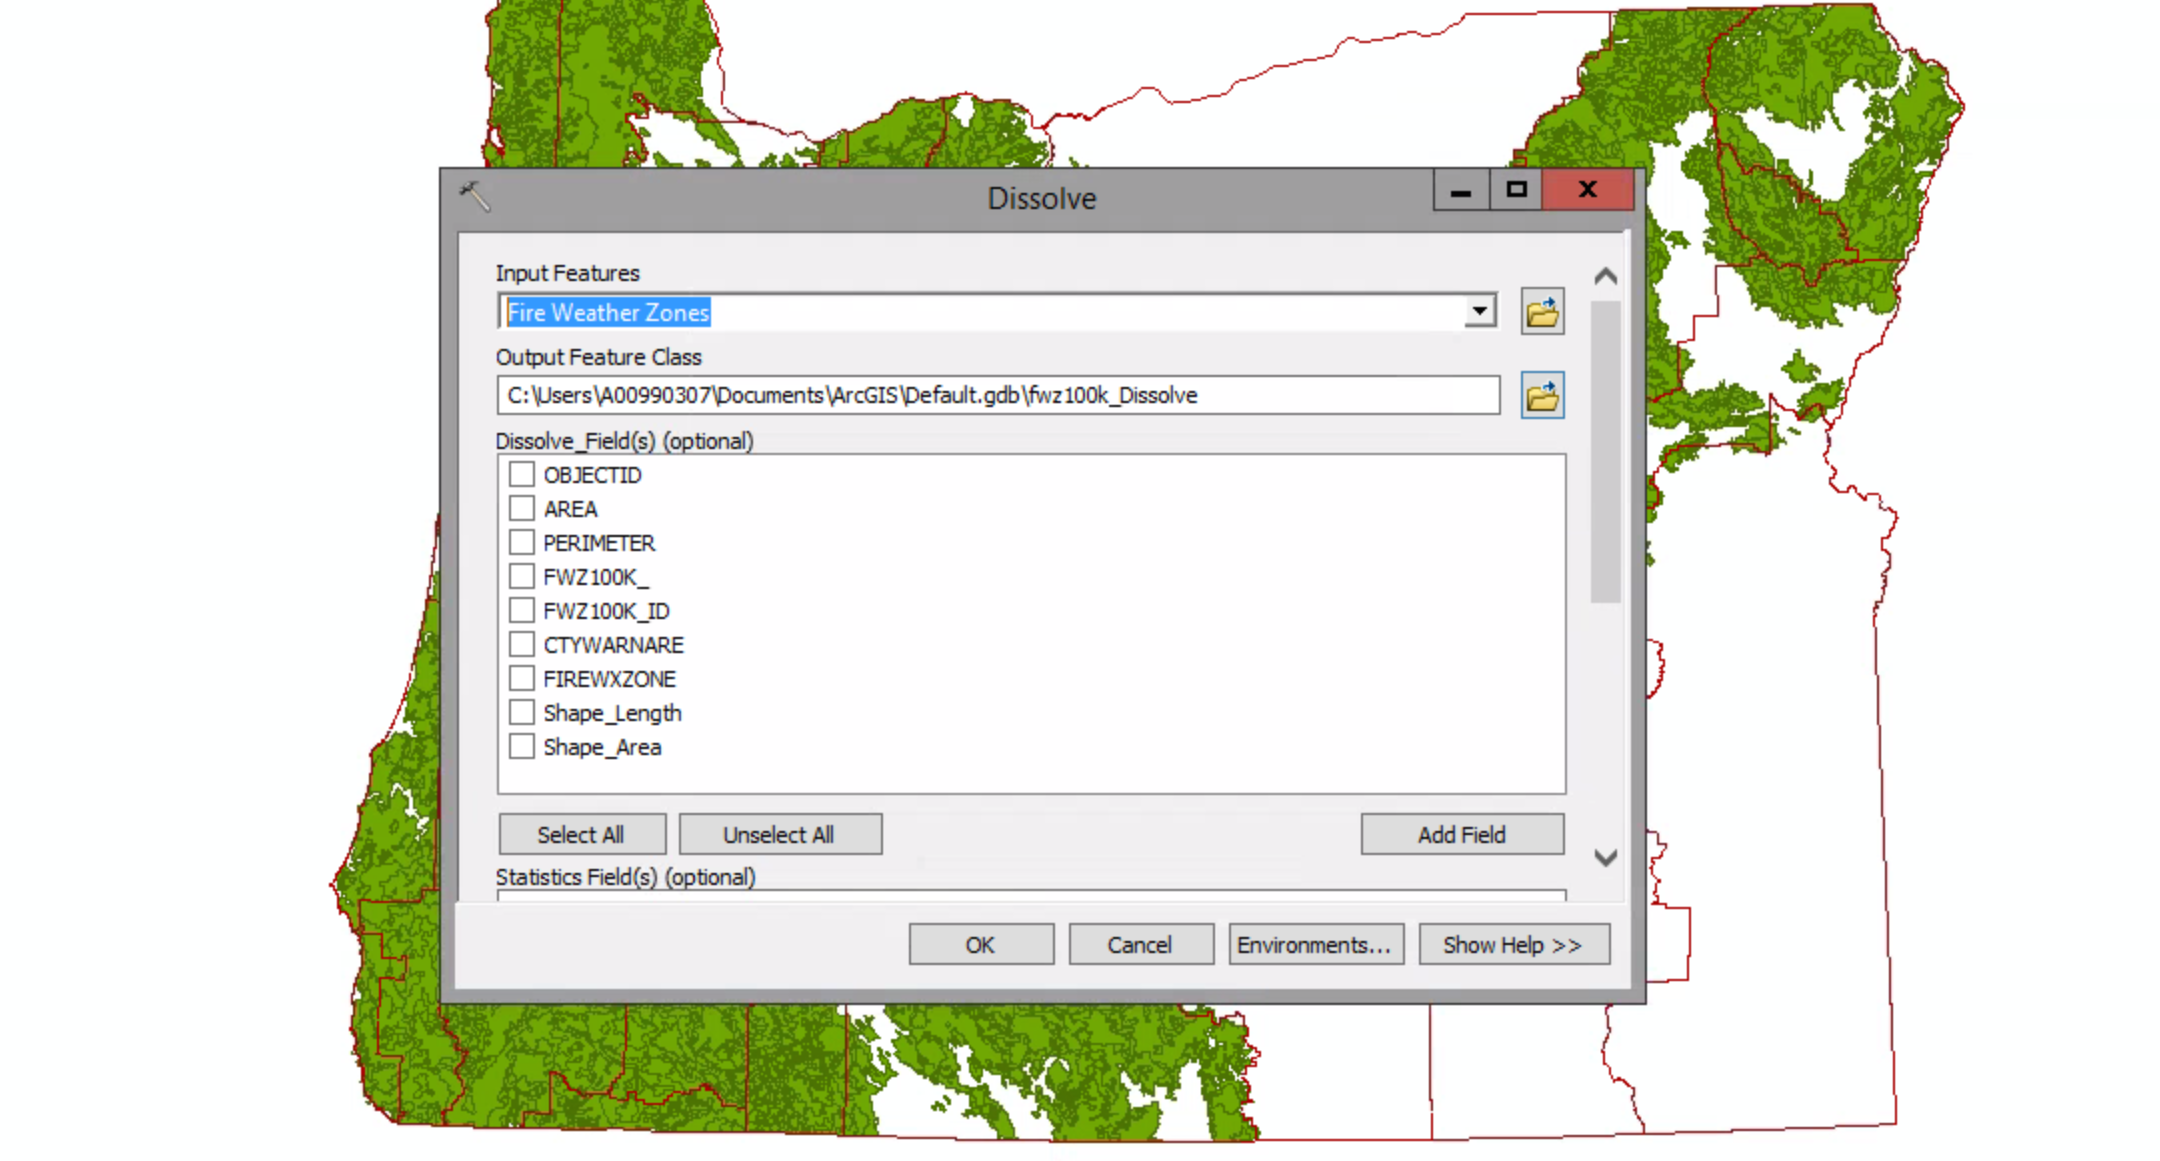 Dissolve
Input Features
Fire Weather Zones
Output Feature Class
C:\Users\A00990307\Documents\ArcGIS\Default.gdb\fwz100k_Dissolve
Dissolve_Field(s) (optional)
OBJECTID
AREA
PERIMETER
FWZ100K_
FWZ100K_ID
CTYWARNARE
FIREWXZONE
Shape_Length
Shape_Area
Select All Unselect All Add Field
Statistics Field(s) (optional)
OK Cancel Environments... Show Help >>